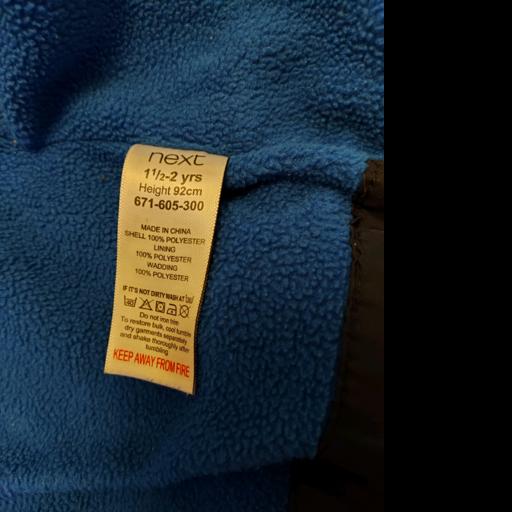 next
1 1/2-2 yrs
Height 92cm
671-605-300
MADE IN CHINA
SHELL 100% POLYESTER
LINING
100% POLYESTER
WADDING
100% POLYESTER
IF IT'S NOT DIRTY WASH AT
Do not iron trim
To restore bulk, cool tumble
dry garments separately
and shake thoroughly after
tumbling
KEEP AWAY FROM FIRE